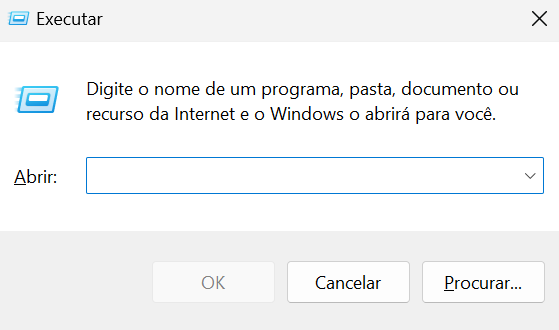 Executar
Digite o nome de um programa, pasta, documento ou
recurso da Internet e o Windows o abrirá para você.
Abrir:
OK
Cancelar
Procurar...